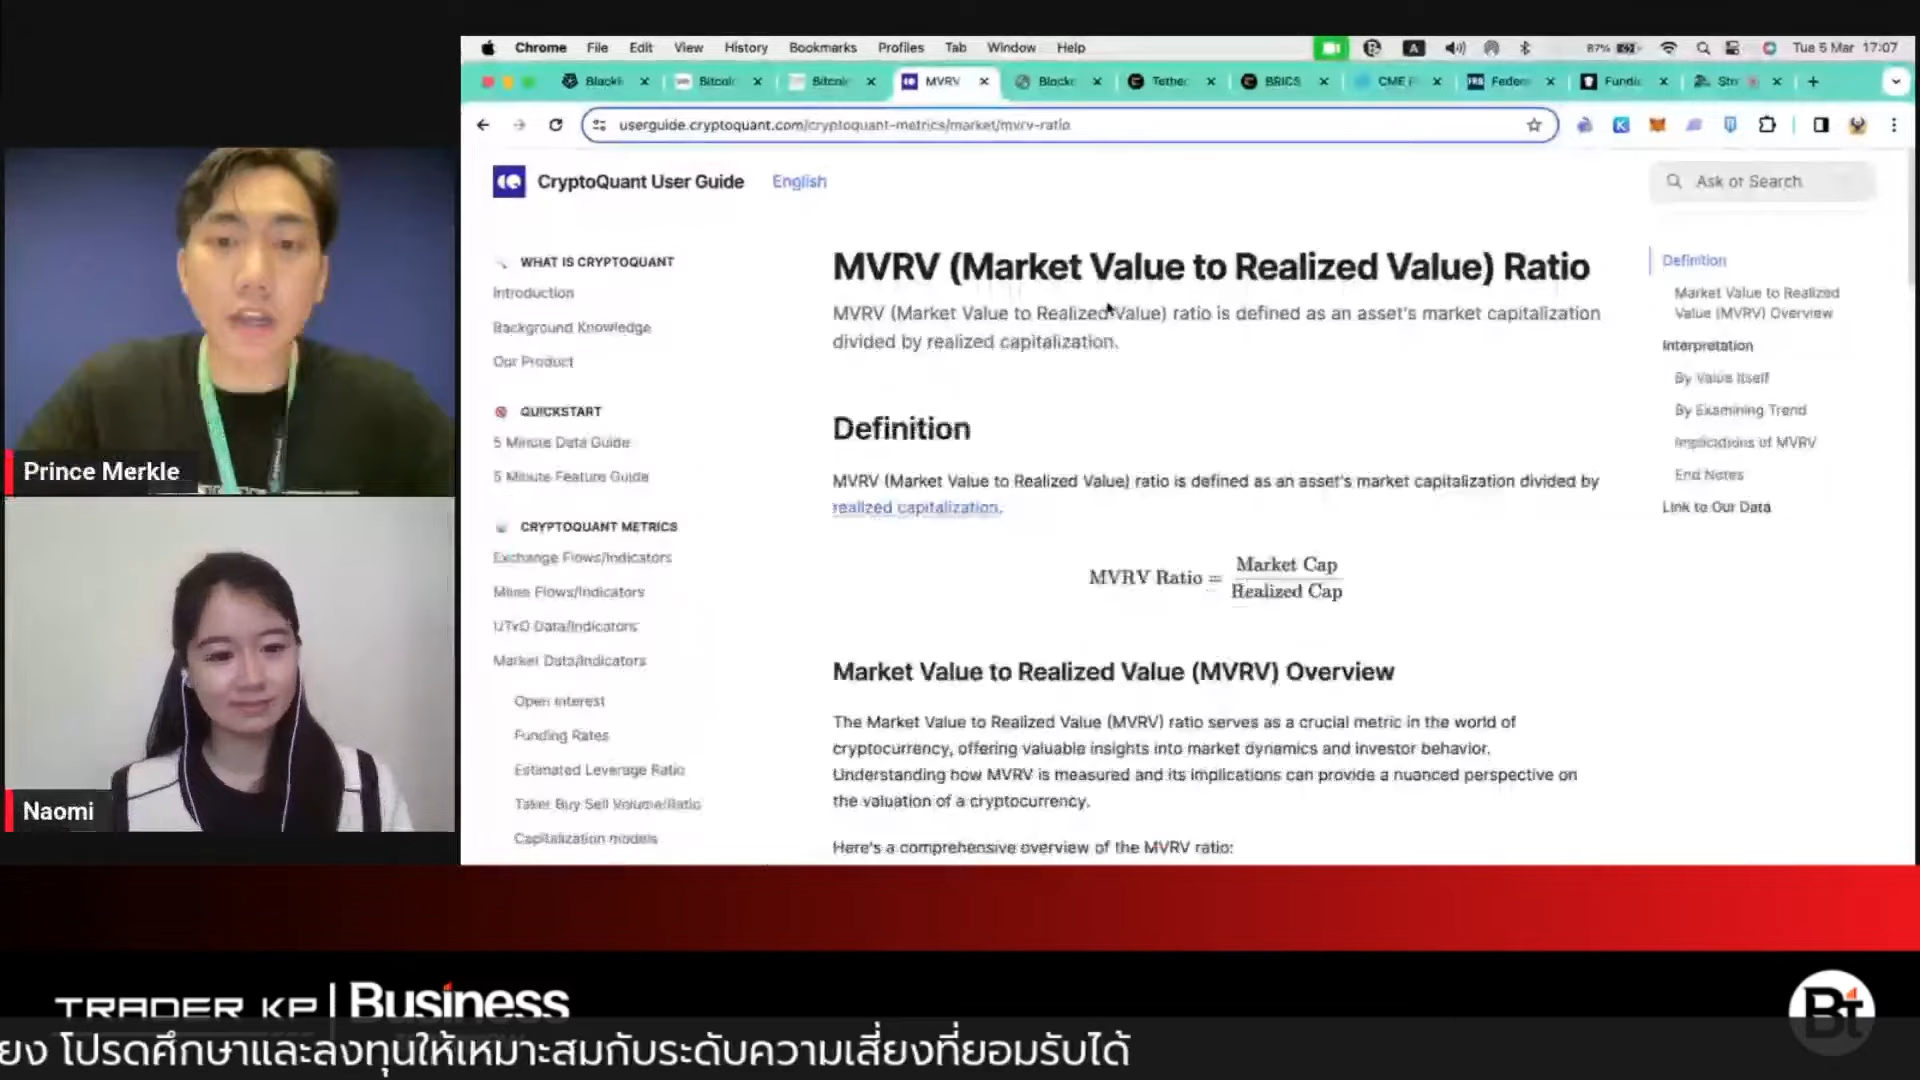 Chrome File Edit View History Bookmarks Profiles Tab Window Help
87% Tue 5 Mar 17:07
Bitcoin Bitcoin MVRV Tether BRICS CME
userguide.cryptoquant.com/cryptoquant-metrics/market/mvrv-ratio
CryptoQuant User Guide English
Ask or Search
WHAT IS CRYPTOQUANT
Introduction
Background Knowledge
Our Product
QUICKSTART
5 Minute Data Guide
5 Minute Feature Guide
CRYPTOQUANT METRICS
Exchange Flows/Indicators
Flows/Indicators
UTxO Data/Indicators
Market Data/Indicators
Open Interest
Funding Rates
Estimated Leverage Ratio
Taker Buy Sell Volume/Ratio
Capitalization models
MVRV (Market Value to Realized Value) Ratio
MVRV (Market Value to Realized Value) ratio is defined as an asset's market capitalization
divided by realized capitalization.
Definition
MVRV (Market Value to Realized Value) ratio is defined as an asset's market capitalization divided by
realized capitalization.
MVRV Ratio = Market Cap
Realized Cap
Market Value to Realized Value (MVRV) Overview
The Market Value to Realized Value (MVRV) ratio serves as a crucial metric in the world of
cryptocurrency, offering valuable insights into market dynamics and investor behavior.
Understanding how MVRV is measured and its implications can provide a nuanced perspective on
the valuation of a cryptocurrency.
Here's a comprehensive overview of the MVRV ratio:
Definition
Market Value to Realized
Value (MVRV) Overview
Interpretation
By Value Itself
By Examining Trend
Implications of MVRV
End Notes
Link to Our Data
Prince Merkle
Naomi
TRADER KP | Business
Bt
โปรดศึกษาและลงทุนให้เหมาะสมกับระดับความเสี่ยงที่ยอมรับได้